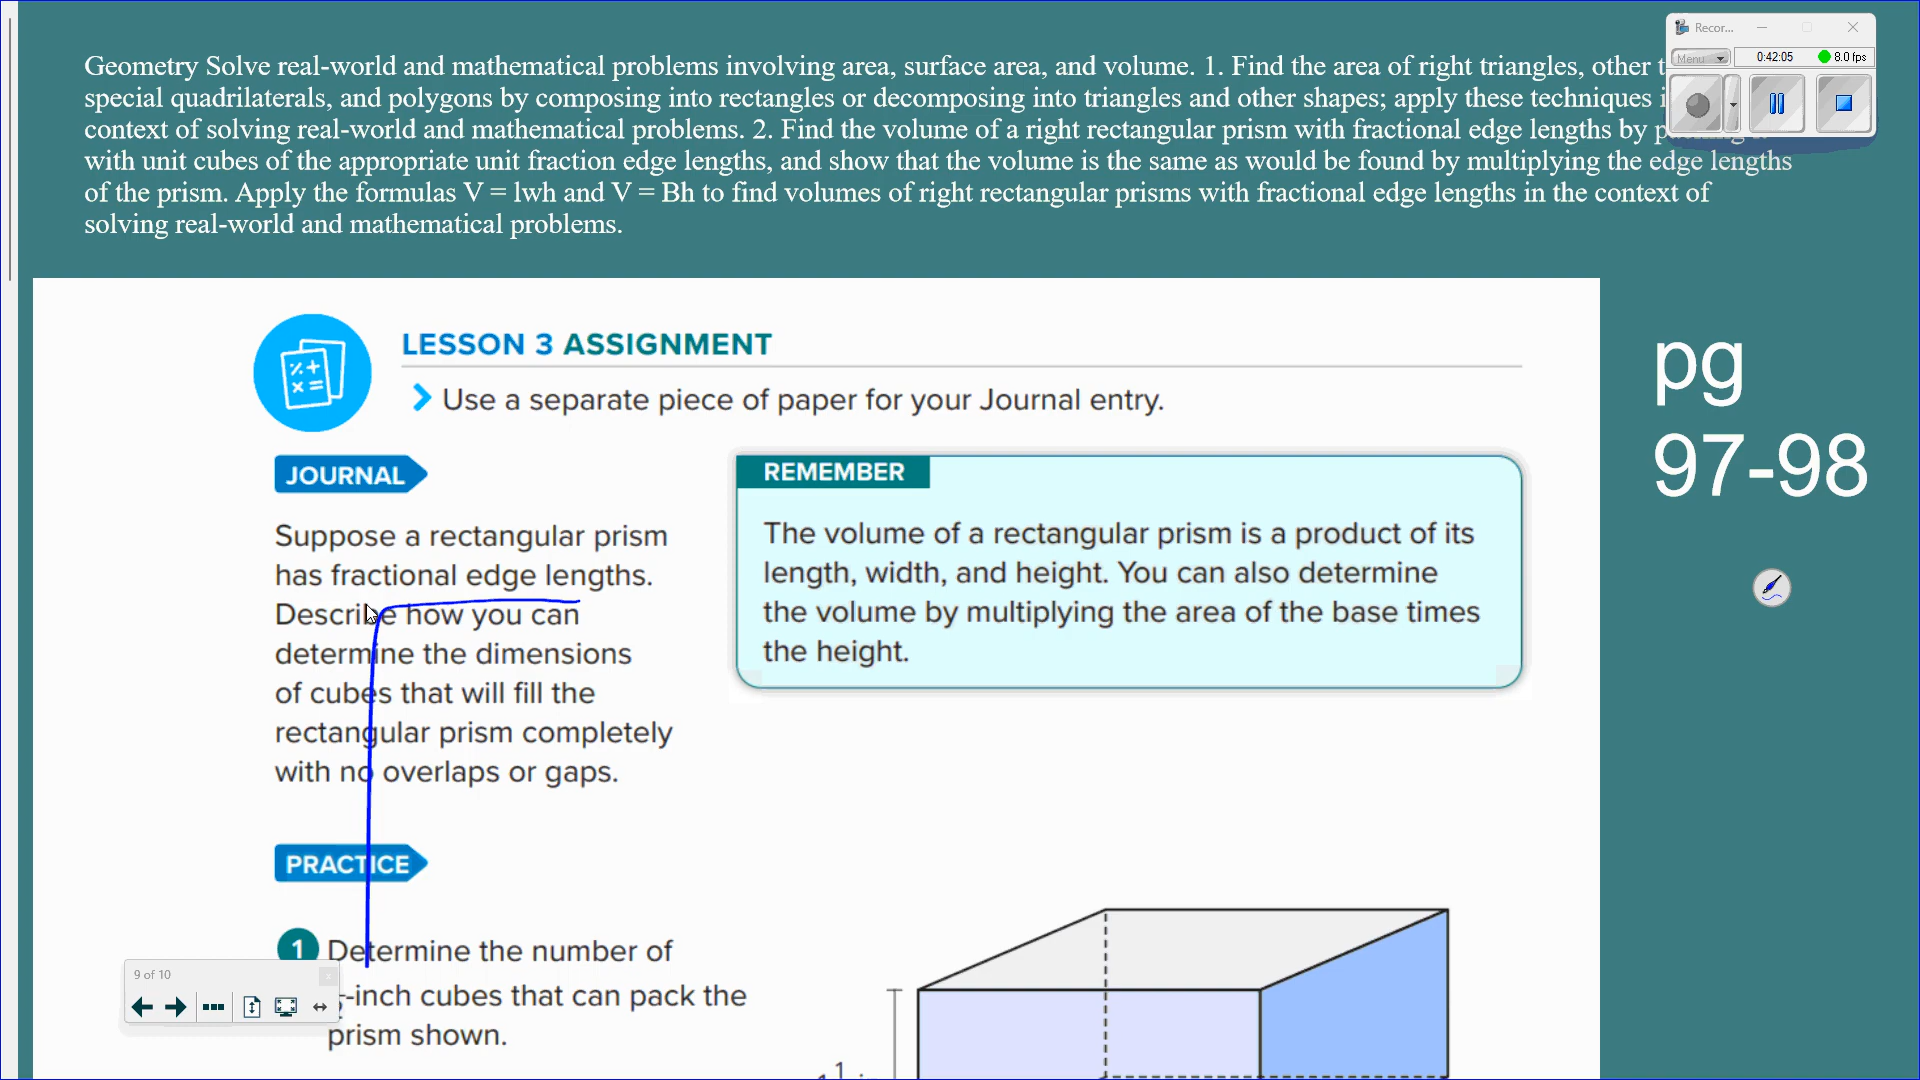 Geometry Solve real-world and mathematical problems involving area, surface area, and volume. 1. Find the area of right triangles, other
special quadrilaterals, and polygons by composing into rectangles or decomposing into triangles and other shapes; apply these techniques
context of solving real-world and mathematical problems. 2. Find the volume of a right rectangular prism with fractional edge lengths by
with unit cubes of the appropriate unit fraction edge lengths, and show that the volume is the same as would be found by multiplying the edge lengths
of the prism. Apply the formulas V = lwh and V = Bh to find volumes of right rectangular prisms with fractional edge lengths in the context of
solving real-world and mathematical problems.
Recor...
Menu
0:42:05
8.0 fps
LESSON 3 ASSIGNMENT
Use a separate piece of paper for your Journal entry.
pg
97-98
JOURNAL
Suppose a rectangular prism
has fractional edge lengths.
Describe how you can
determine the dimensions
of cubes that will fill the
rectangular prism completely
with no overlaps or gaps.
REMEMBER
The volume of a rectangular prism is a product of its
length, width, and height. You can also determine
the volume by multiplying the area of the base times
the height.
PRACTICE
1 Determine the number of
-inch cubes that can pack the
prism shown.
9 of 10